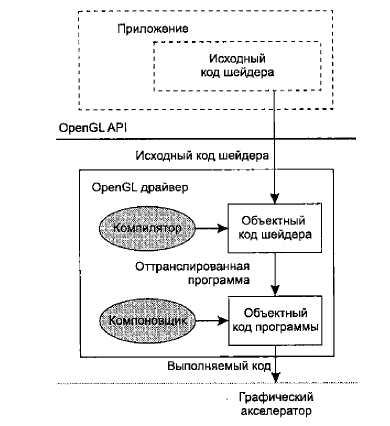 Приложение
Исходный
код шейдера
OpenGL API
Исходный код шейдера
OpenGL драйвер
Компилятор
Объектный
код шейдера
Оттранслированная
программа
Компоновщик
Объектный
код программы
Выполняемый код
Графический
акселератор